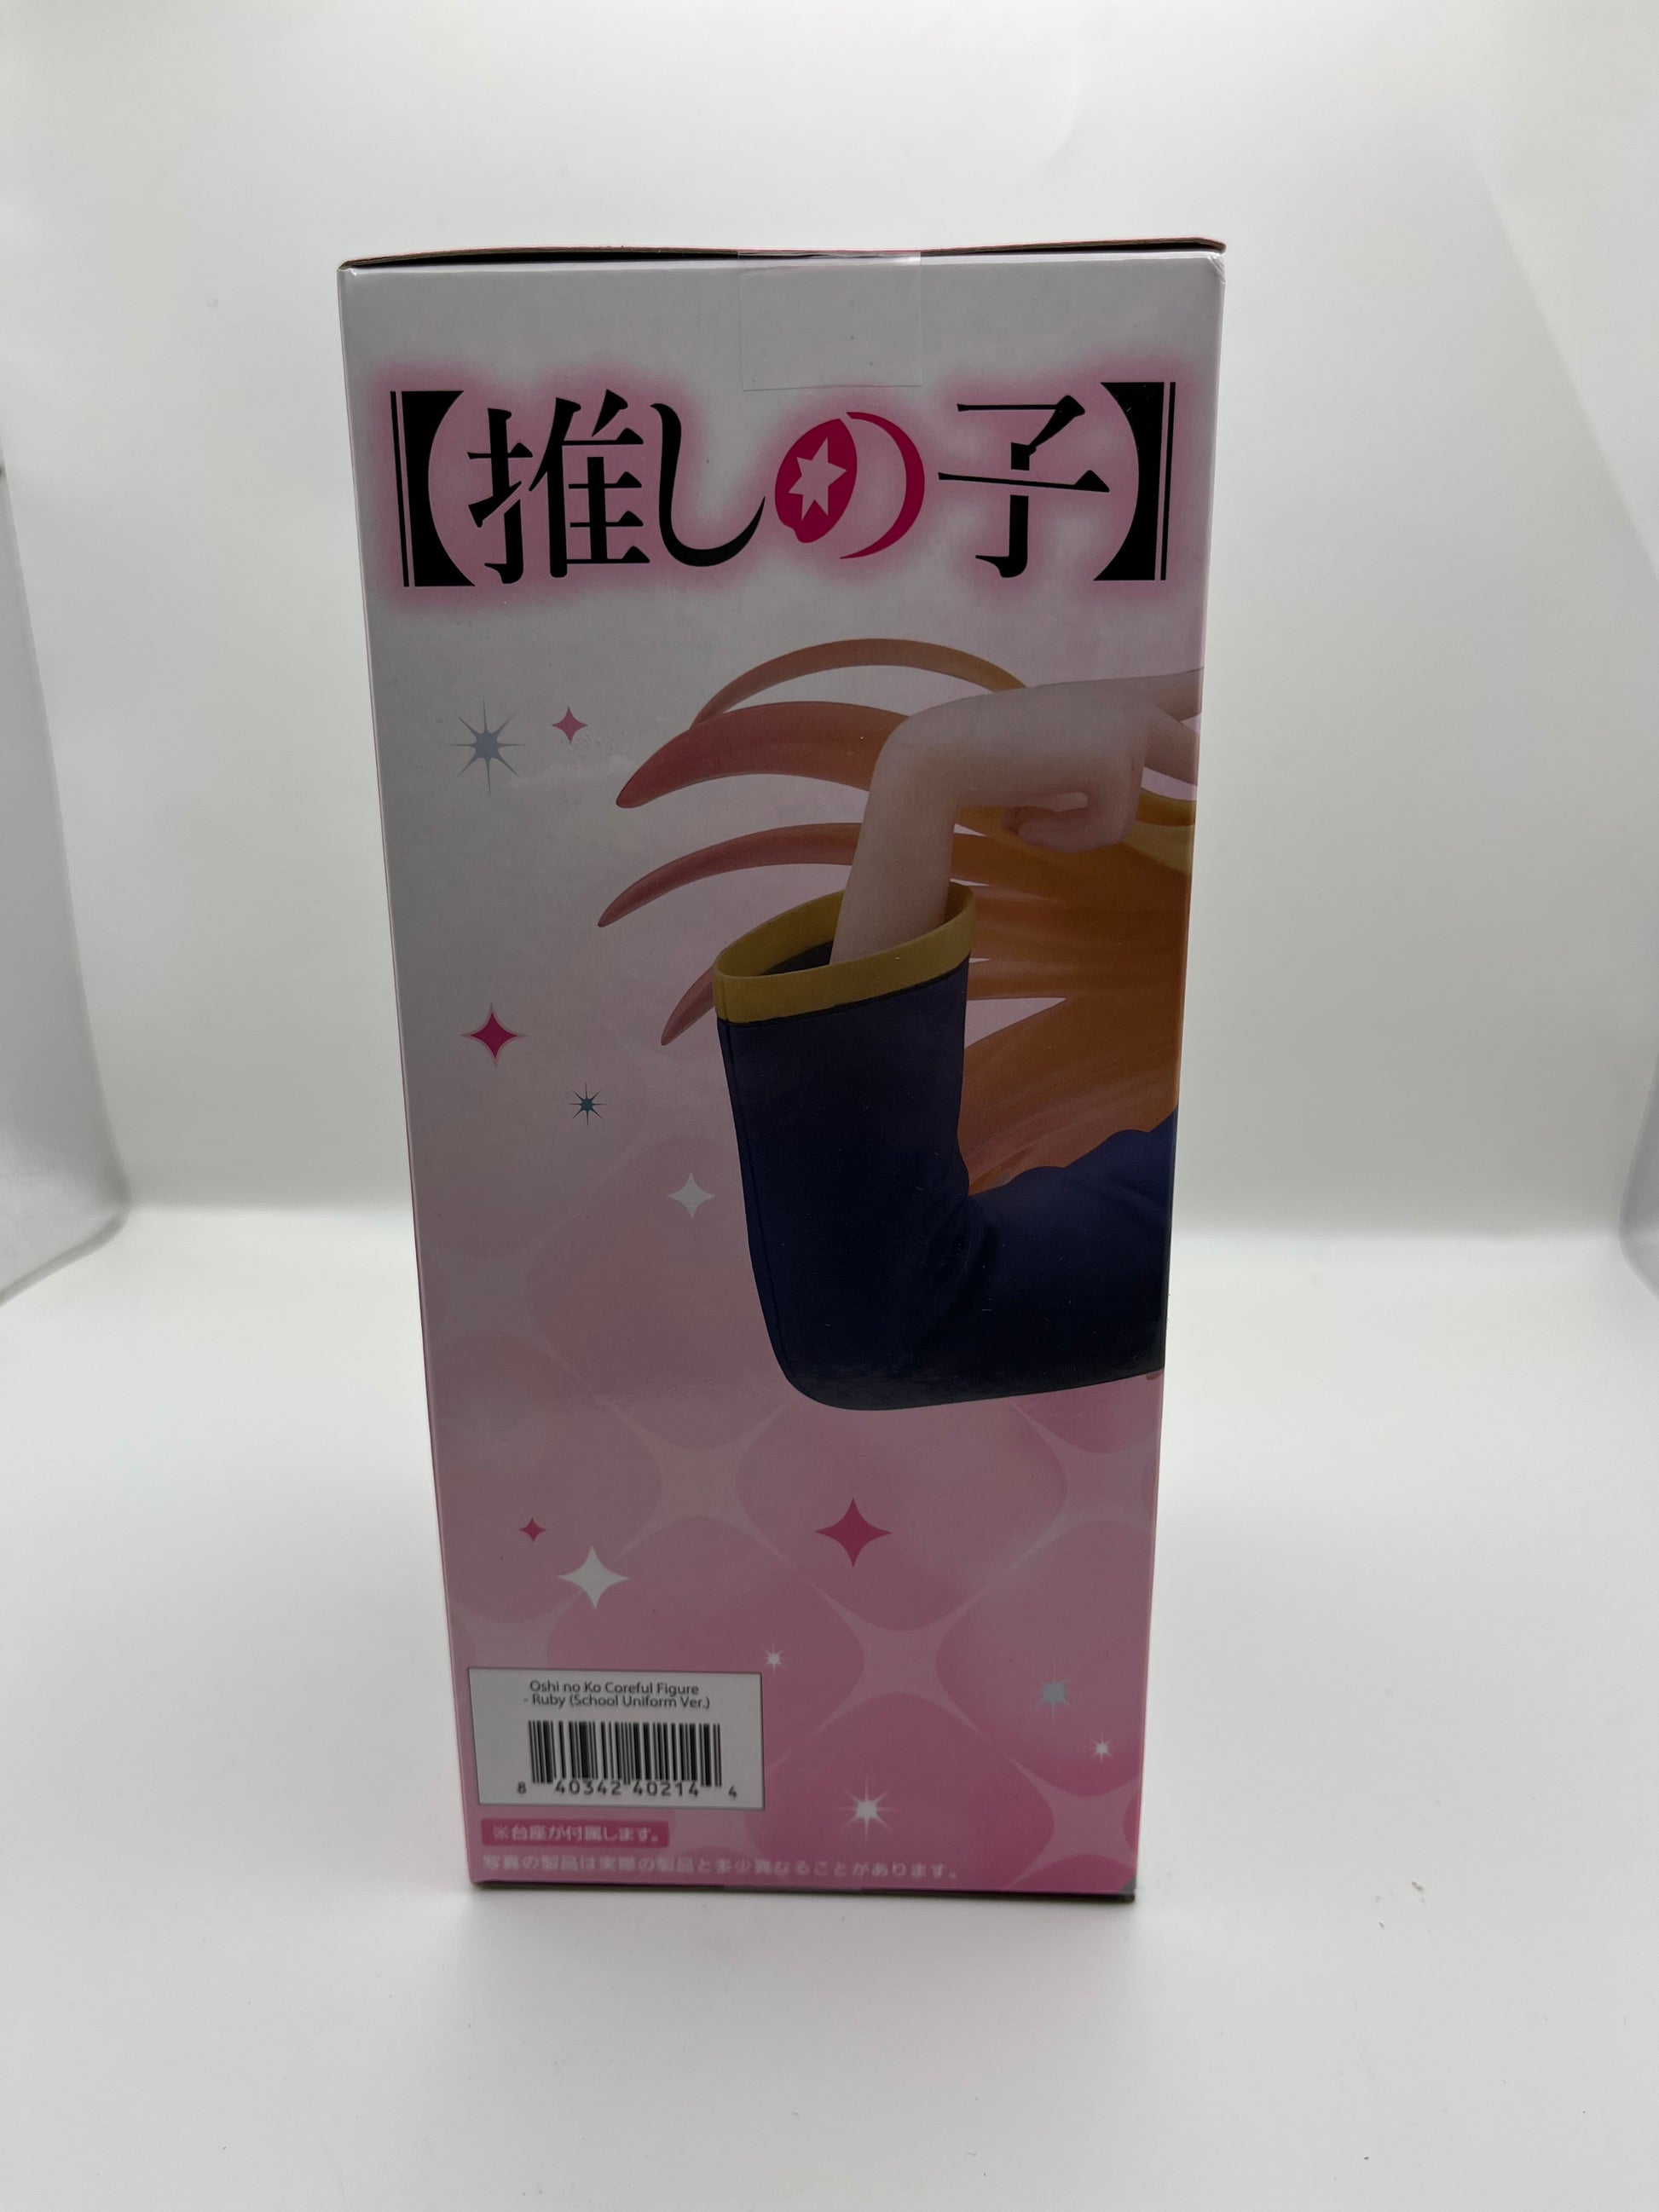 【推しの子】
Oshi no Ko Coreful Figure
- Ruby (School Uniform Ver.)
8 40342 40214 4
※台座が付属します。
写真の製品は実際の製品と多少異なることがあります。